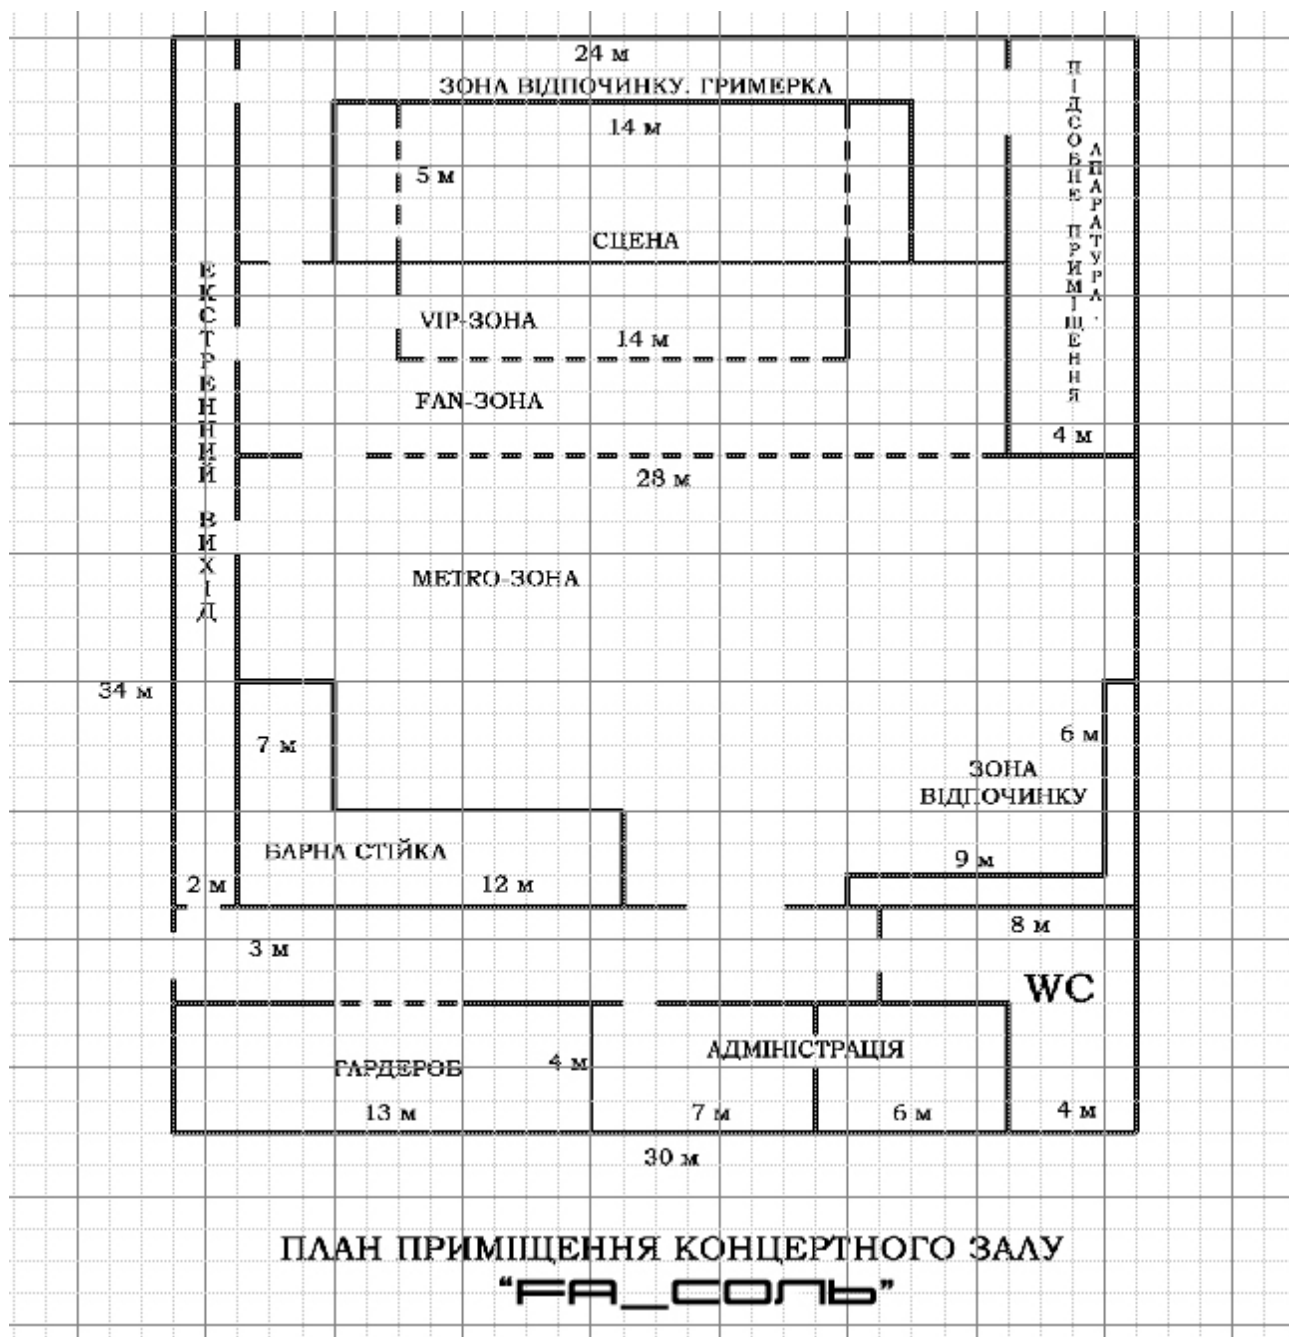 24 м
ЗОНА ВІДПОЧИНКУ. ГРИМЕРКА
14 м
5 м
СЦЕНА
ПІДСОБНЕ ПРИМІЩЕННЯ
АПАРАТУРА.
ЕКСТРЕННИЙ ВИХІД
VIP-ЗОНА
14 м
FAN-ЗОНА
4 м
28 м
METRO-ЗОНА
34 м
7 м
6 м
ЗОНА
ВІДПОЧИНКУ
БАРНА СТІЙКА
9 м
2 м
12 м
8 м
3 м
WC
АДМІНІСТРАЦІЯ
ГАРДЕРОБ
4 м
13 м
7 м
6 м
4 м
30 м
ПЛАН ПРИМІЩЕННЯ КОНЦЕРТНОГО ЗАЛУ
“FA_СОЛЬ”